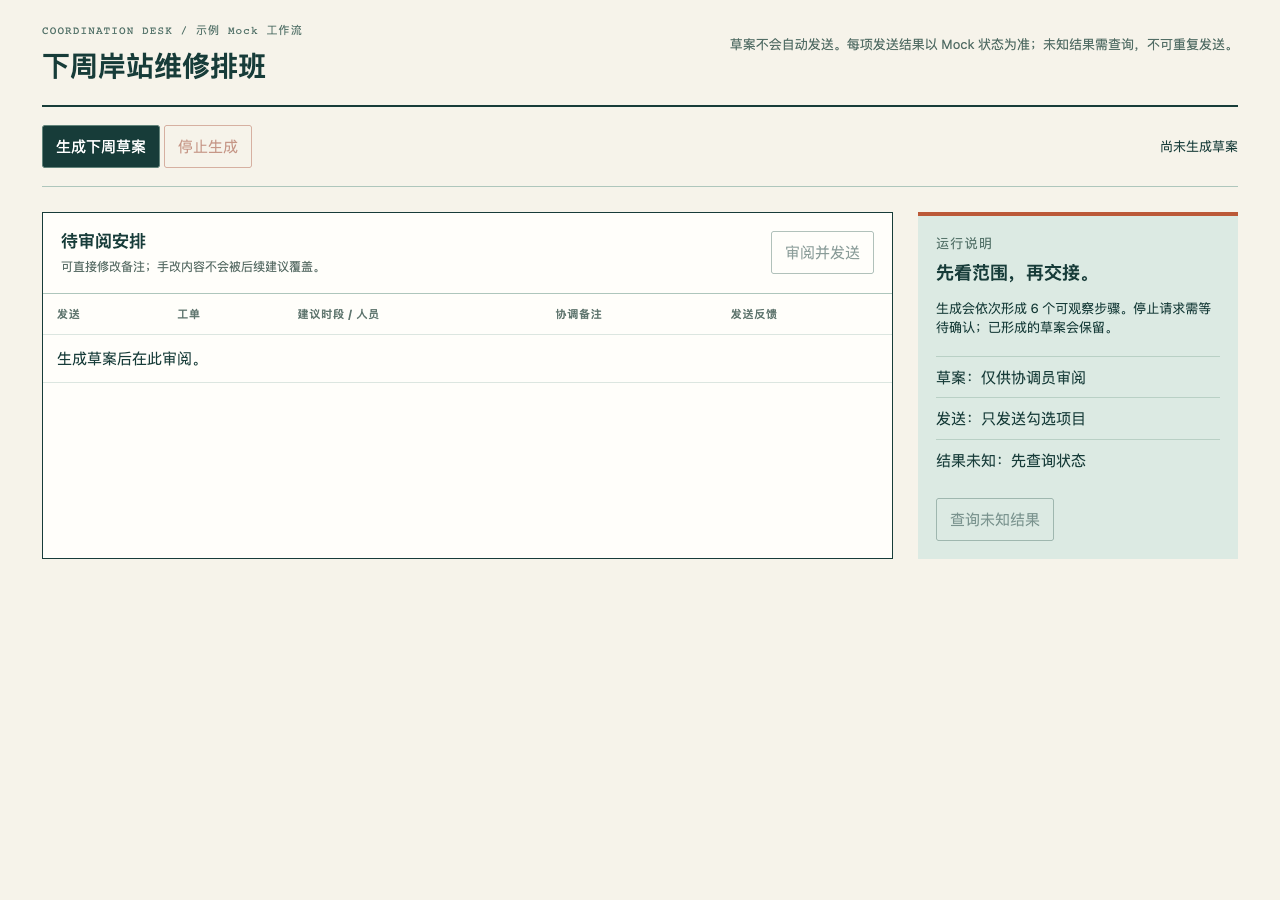 COORDINATION DESK / 示例 Mock 工作流
下周岸站维修排班
草案不会自动发送。每项发送结果以 Mock 状态为准；未知结果需查询，不可重复发送。
生成下周草案
停止生成
尚未生成草案
待审阅安排
可直接修改备注；手改内容不会被后续建议覆盖。
审阅并发送
发送 工单 建议时段 / 人员 协调备注 发送反馈
生成草案后在此审阅。
运行说明
先看范围，再交接。
生成会依次形成 6 个可观察步骤。停止请求需等
待确认；已形成的草案会保留。
草案：仅供协调员审阅
发送：只发送勾选项目
结果未知：先查询状态
查询未知结果